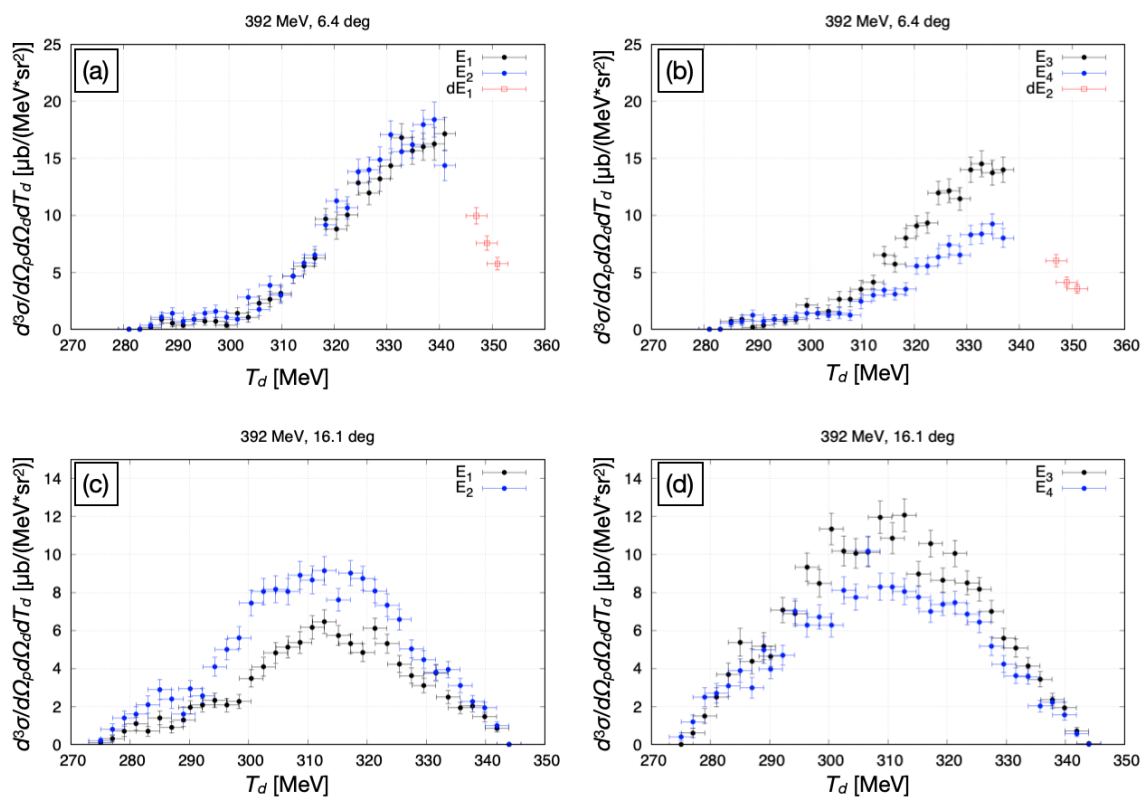 392 MeV, 6.4 deg
(a)
E1
E2
dE1
d³σ/dΩpdΩddTd [μb/(MeV*sr²)]
25
20
15
10
5
0
270 280 290 300 310 320 330 340 350 360
Td [MeV]
392 MeV, 6.4 deg
(b)
E3
E4
dE2
d³σ/dΩpdΩddTd [μb/(MeV*sr²)]
25
20
15
10
5
0
270 280 290 300 310 320 330 340 350 360
Td [MeV]
392 MeV, 16.1 deg
(c)
E1
E2
d³σ/dΩpdΩddTd [μb/(MeV*sr²)]
14
12
10
8
6
4
2
0
270 280 290 300 310 320 330 340 350
Td [MeV]
392 MeV, 16.1 deg
(d)
E3
E4
d³σ/dΩpdΩddTd [μb/(MeV*sr²)]
14
12
10
8
6
4
2
0
270 280 290 300 310 320 330 340 350
Td [MeV]